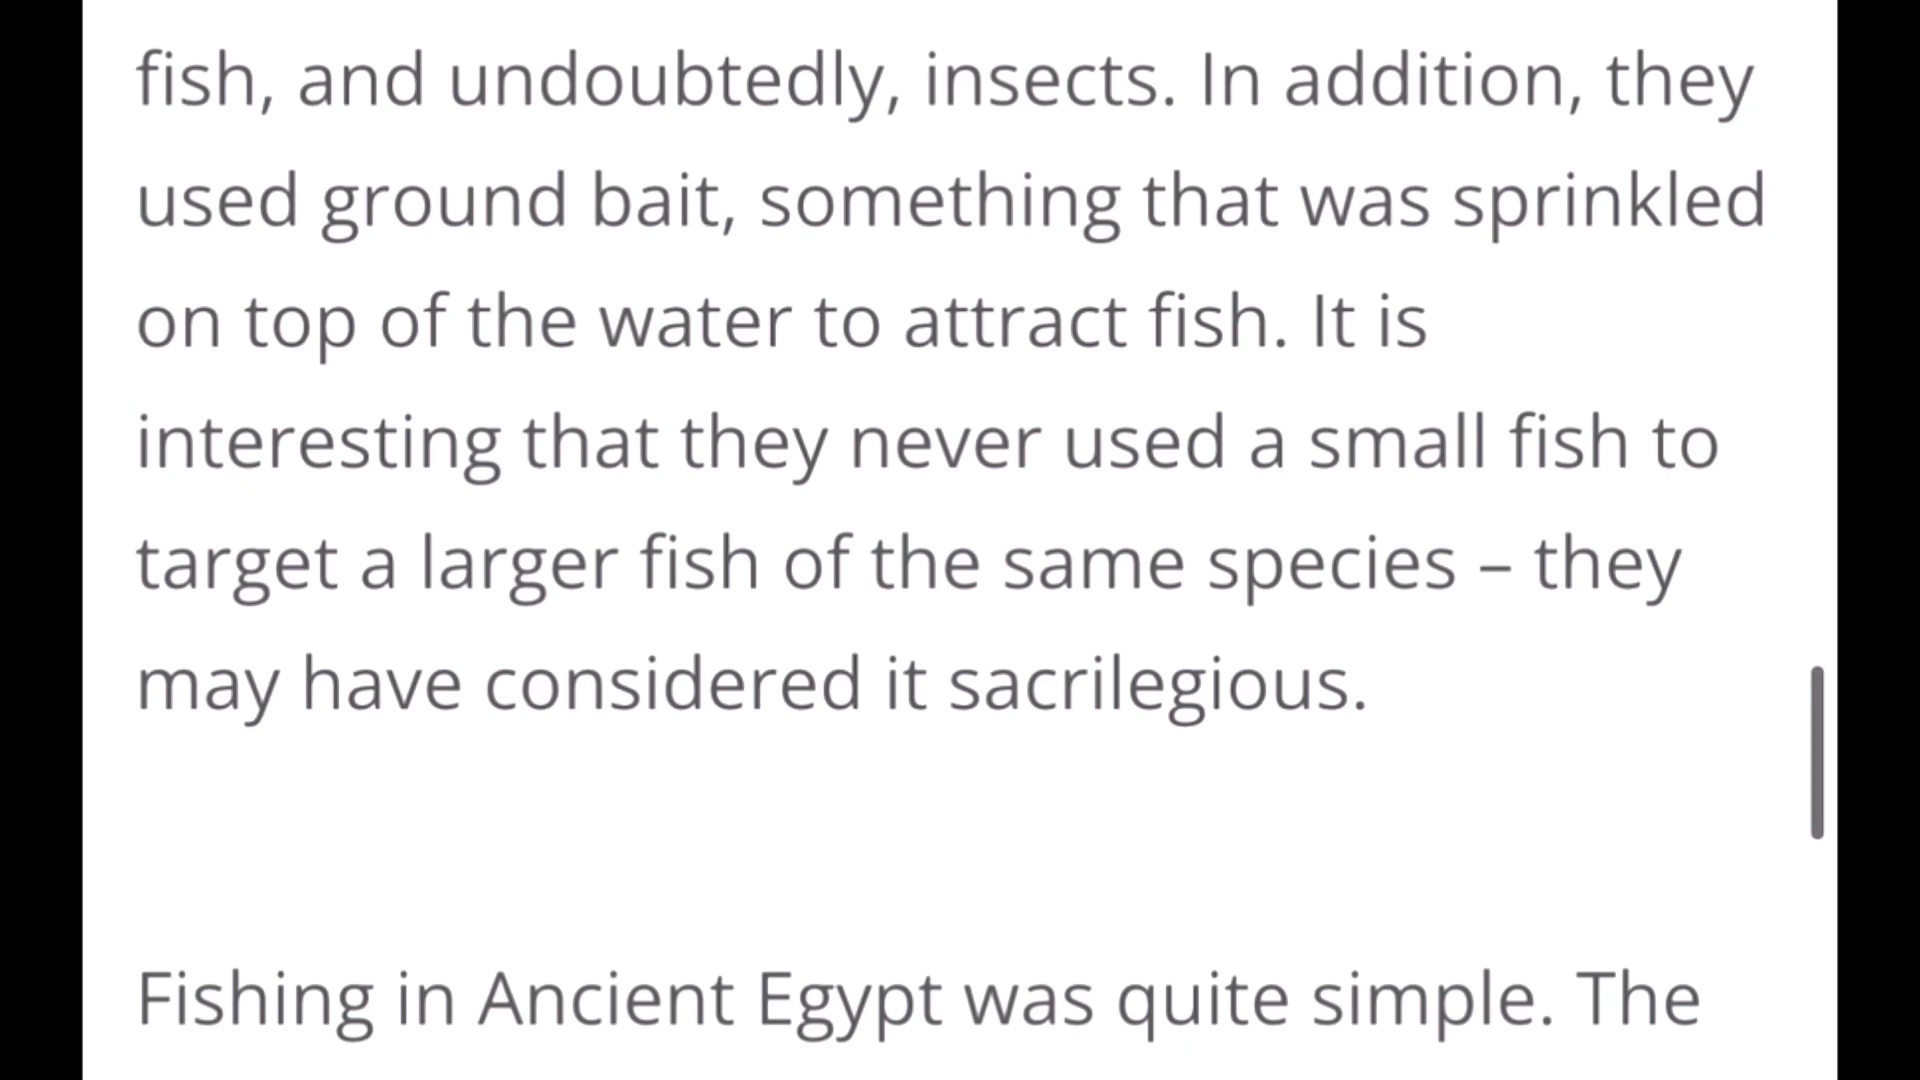 fish, and undoubtedly, insects. In addition, they
used ground bait, something that was sprinkled
on top of the water to attract fish. It is
interesting that they never used a small fish to
target a larger fish of the same species – they
may have considered it sacrilegious.
Fishing in Ancient Egypt was quite simple. The